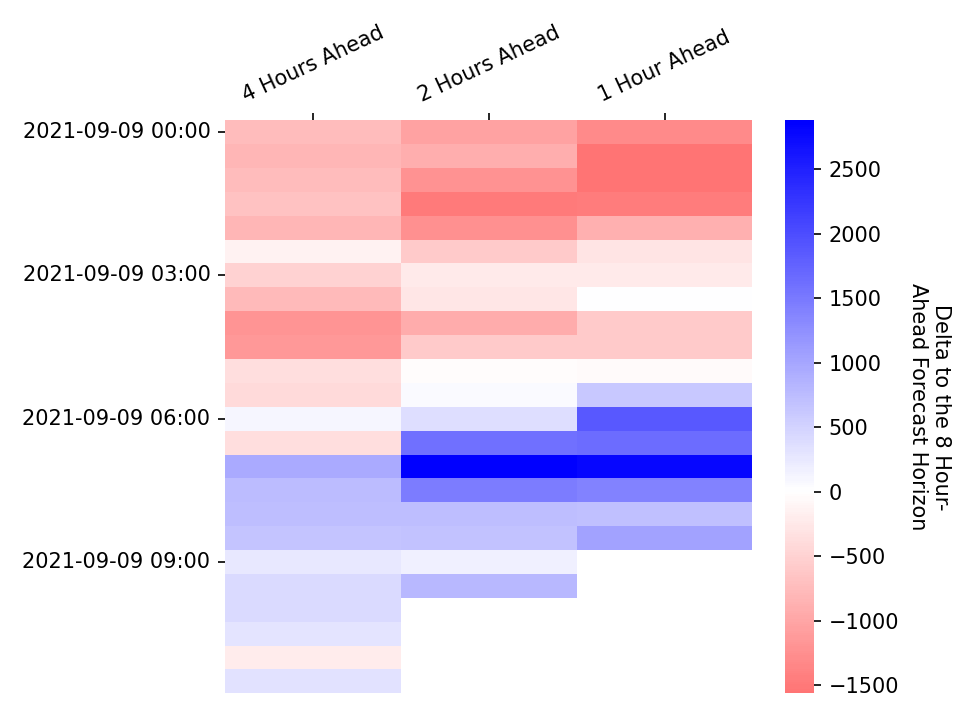 4 Hours Ahead
2 Hours Ahead
1 Hour Ahead
2021-09-09 00:00
2021-09-09 03:00
2021-09-09 06:00
2021-09-09 09:00
2500
2000
1500
1000
500
0
−500
−1000
−1500
Delta to the 8 Hour-
Ahead Forecast Horizon